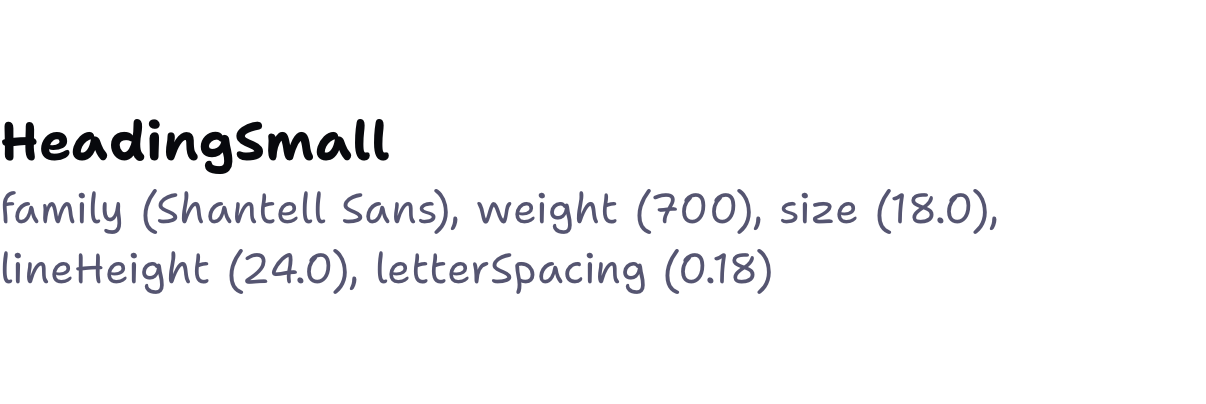 HeadingSmall
family (Shantell Sans), weight (700), size (18.0),
lineHeight (24.0), letterSpacing (0.18)